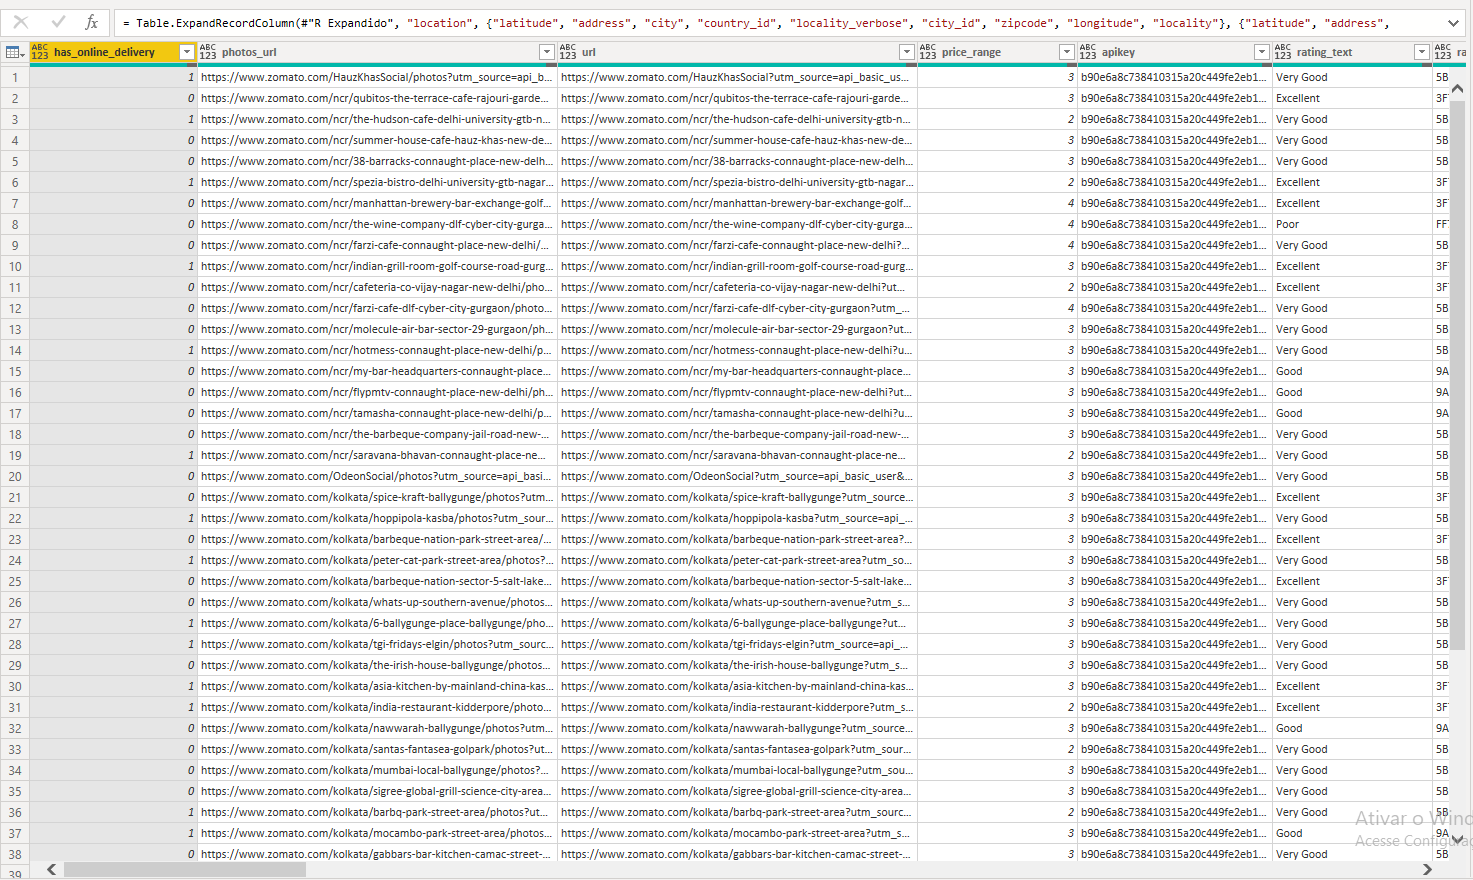 = Table.ExpandRecordColumn(#"R Expandido", "location", {"latitude", "address", "city", "country_id", "locality_verbose", "city_id", "zipcode", "longitude", "locality"}, {"latitude", "address",
ABC 123 has_online_delivery ABC 123 photos_url ABC 123 url ABC 123 price_range ABC 123 apikey ABC 123 rating_text ABC 123 ra
1 1 https://www.zomato.com/HauzKhasSocial/photos?utm_source=api_b... https://www.zomato.com/HauzKhasSocial?utm_source=api_basic_us... 3 b90e6a8c738410315a20c449fe2eb1... Very Good 5B
2 0 https://www.zomato.com/ncr/qubitos-the-terrace-cafe-rajouri-garde... https://www.zomato.com/ncr/qubitos-the-terrace-cafe-rajouri-garde... 3 b90e6a8c738410315a20c449fe2eb1... Excellent 3F
3 1 https://www.zomato.com/ncr/the-hudson-cafe-delhi-university-gtb-n... https://www.zomato.com/ncr/the-hudson-cafe-delhi-university-gtb-n... 2 b90e6a8c738410315a20c449fe2eb1... Very Good 5B
4 0 https://www.zomato.com/ncr/summer-house-cafe-hauz-khas-new-de... https://www.zomato.com/ncr/summer-house-cafe-hauz-khas-new-de... 3 b90e6a8c738410315a20c449fe2eb1... Very Good 5B
5 0 https://www.zomato.com/ncr/38-barracks-connaught-place-new-delh... https://www.zomato.com/ncr/38-barracks-connaught-place-new-delh... 3 b90e6a8c738410315a20c449fe2eb1... Very Good 5B
6 1 https://www.zomato.com/ncr/spezia-bistro-delhi-university-gtb-nagar... https://www.zomato.com/ncr/spezia-bistro-delhi-university-gtb-nagar... 2 b90e6a8c738410315a20c449fe2eb1... Excellent 3F
7 0 https://www.zomato.com/ncr/manhattan-brewery-bar-exchange-golf... https://www.zomato.com/ncr/manhattan-brewery-bar-exchange-golf... 4 b90e6a8c738410315a20c449fe2eb1... Excellent 3F
8 0 https://www.zomato.com/ncr/the-wine-company-dlf-cyber-city-gurga... https://www.zomato.com/ncr/the-wine-company-dlf-cyber-city-gurga... 4 b90e6a8c738410315a20c449fe2eb1... Poor FF
9 0 https://www.zomato.com/ncr/farzi-cafe-connaught-place-new-delhi/... https://www.zomato.com/ncr/farzi-cafe-connaught-place-new-delhi?... 4 b90e6a8c738410315a20c449fe2eb1... Very Good 5B
10 1 https://www.zomato.com/ncr/indian-grill-room-golf-course-road-gurg... https://www.zomato.com/ncr/indian-grill-room-golf-course-road-gurg... 3 b90e6a8c738410315a20c449fe2eb1... Excellent 3F
11 0 https://www.zomato.com/ncr/cafeteria-co-vijay-nagar-new-delhi/pho... https://www.zomato.com/ncr/cafeteria-co-vijay-nagar-new-delhi?ut... 2 b90e6a8c738410315a20c449fe2eb1... Excellent 3F
12 0 https://www.zomato.com/ncr/farzi-cafe-dlf-cyber-city-gurgaon/photo... https://www.zomato.com/ncr/farzi-cafe-dlf-cyber-city-gurgaon?utm_... 4 b90e6a8c738410315a20c449fe2eb1... Very Good 5B
13 0 https://www.zomato.com/ncr/molecule-air-bar-sector-29-gurgaon/ph... https://www.zomato.com/ncr/molecule-air-bar-sector-29-gurgaon?ut... 3 b90e6a8c738410315a20c449fe2eb1... Very Good 5B
14 1 https://www.zomato.com/ncr/hotmess-connaught-place-new-delhi/p... https://www.zomato.com/ncr/hotmess-connaught-place-new-delhi?u... 3 b90e6a8c738410315a20c449fe2eb1... Very Good 5B
15 0 https://www.zomato.com/ncr/my-bar-headquarters-connaught-place... https://www.zomato.com/ncr/my-bar-headquarters-connaught-place... 3 b90e6a8c738410315a20c449fe2eb1... Good 9A
16 0 https://www.zomato.com/ncr/flypmtv-connaught-place-new-delhi/ph... https://www.zomato.com/ncr/flypmtv-connaught-place-new-delhi?ut... 3 b90e6a8c738410315a20c449fe2eb1... Good 9A
17 0 https://www.zomato.com/ncr/tamasha-connaught-place-new-delhi/p... https://www.zomato.com/ncr/tamasha-connaught-place-new-delhi?u... 3 b90e6a8c738410315a20c449fe2eb1... Good 9A
18 0 https://www.zomato.com/ncr/the-barbeque-company-jail-road-new-... https://www.zomato.com/ncr/the-barbeque-company-jail-road-new-... 3 b90e6a8c738410315a20c449fe2eb1... Very Good 5B
19 1 https://www.zomato.com/ncr/saravana-bhavan-connaught-place-ne... https://www.zomato.com/ncr/saravana-bhavan-connaught-place-ne... 2 b90e6a8c738410315a20c449fe2eb1... Very Good 5B
20 0 https://www.zomato.com/OdeonSocial/photos?utm_source=api_basi... https://www.zomato.com/OdeonSocial?utm_source=api_basic_user&... 3 b90e6a8c738410315a20c449fe2eb1... Very Good 5B
21 0 https://www.zomato.com/kolkata/spice-kraft-ballygunge/photos?utm... https://www.zomato.com/kolkata/spice-kraft-ballygunge?utm_source... 3 b90e6a8c738410315a20c449fe2eb1... Excellent 3F
22 1 https://www.zomato.com/kolkata/hoppipola-kasba/photos?utm_sour... https://www.zomato.com/kolkata/hoppipola-kasba?utm_source=api_... 3 b90e6a8c738410315a20c449fe2eb1... Very Good 5B
23 0 https://www.zomato.com/kolkata/barbeque-nation-park-street-area/... https://www.zomato.com/kolkata/barbeque-nation-park-street-area?... 3 b90e6a8c738410315a20c449fe2eb1... Excellent 3F
24 1 https://www.zomato.com/kolkata/peter-cat-park-street-area/photos?... https://www.zomato.com/kolkata/peter-cat-park-street-area?utm_so... 3 b90e6a8c738410315a20c449fe2eb1... Very Good 5B
25 0 https://www.zomato.com/kolkata/barbeque-nation-sector-5-salt-lake... https://www.zomato.com/kolkata/barbeque-nation-sector-5-salt-lake... 3 b90e6a8c738410315a20c449fe2eb1... Excellent 3F
26 0 https://www.zomato.com/kolkata/whats-up-southern-avenue/photos... https://www.zomato.com/kolkata/whats-up-southern-avenue?utm_s... 3 b90e6a8c738410315a20c449fe2eb1... Very Good 5B
27 1 https://www.zomato.com/kolkata/6-ballygunge-place-ballygunge/pho... https://www.zomato.com/kolkata/6-ballygunge-place-ballygunge?ut... 3 b90e6a8c738410315a20c449fe2eb1... Very Good 5B
28 1 https://www.zomato.com/kolkata/tgi-fridays-elgin/photos?utm_sourc... https://www.zomato.com/kolkata/tgi-fridays-elgin?utm_source=api_... 3 b90e6a8c738410315a20c449fe2eb1... Very Good 5B
29 0 https://www.zomato.com/kolkata/the-irish-house-ballygunge/photos... https://www.zomato.com/kolkata/the-irish-house-ballygunge?utm_s... 3 b90e6a8c738410315a20c449fe2eb1... Very Good 5B
30 1 https://www.zomato.com/kolkata/asia-kitchen-by-mainland-china-kas... https://www.zomato.com/kolkata/asia-kitchen-by-mainland-china-kas... 3 b90e6a8c738410315a20c449fe2eb1... Excellent 3F
31 1 https://www.zomato.com/kolkata/india-restaurant-kidderpore/photo... https://www.zomato.com/kolkata/india-restaurant-kidderpore?utm_s... 2 b90e6a8c738410315a20c449fe2eb1... Excellent 3F
32 0 https://www.zomato.com/kolkata/nawwarah-ballygunge/photos?utm... https://www.zomato.com/kolkata/nawwarah-ballygunge?utm_source... 3 b90e6a8c738410315a20c449fe2eb1... Good 9A
33 0 https://www.zomato.com/kolkata/santas-fantasea-golpark/photos?ut... https://www.zomato.com/kolkata/santas-fantasea-golpark?utm_sour... 2 b90e6a8c738410315a20c449fe2eb1... Very Good 5B
34 0 https://www.zomato.com/kolkata/mumbai-local-ballygunge/photos?... https://www.zomato.com/kolkata/mumbai-local-ballygunge?utm_sou... 3 b90e6a8c738410315a20c449fe2eb1... Very Good 5B
35 0 https://www.zomato.com/kolkata/sigree-global-grill-science-city-area... https://www.zomato.com/kolkata/sigree-global-grill-science-city-area... 3 b90e6a8c738410315a20c449fe2eb1... Very Good 5B
36 1 https://www.zomato.com/kolkata/barbq-park-street-area/photos?ut... https://www.zomato.com/kolkata/barbq-park-street-area?utm_sourc... 2 b90e6a8c738410315a20c449fe2eb1... Very Good 5B
37 1 https://www.zomato.com/kolkata/mocambo-park-street-area/photos... https://www.zomato.com/kolkata/mocambo-park-street-area?utm_s... 3 b90e6a8c738410315a20c449fe2eb1... Good 9A
38 0 https://www.zomato.com/kolkata/gabbars-bar-kitchen-camac-street-... https://www.zomato.com/kolkata/gabbars-bar-kitchen-camac-street-... 3 b90e6a8c738410315a20c449fe2eb1... Very Good 5B
39
Ativar o Wind
Acesse Configuraç